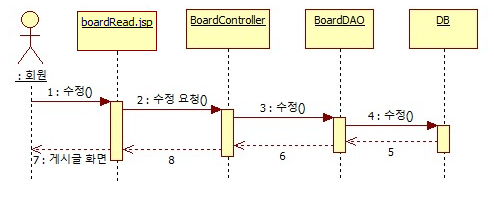 boardRead.jsp
BoardController
BoardDAO
DB
: 회원
1 : 수정()
2 : 수정 요청()
3 : 수정()
4 : 수정()
5
6
8
7 : 게시글 화면